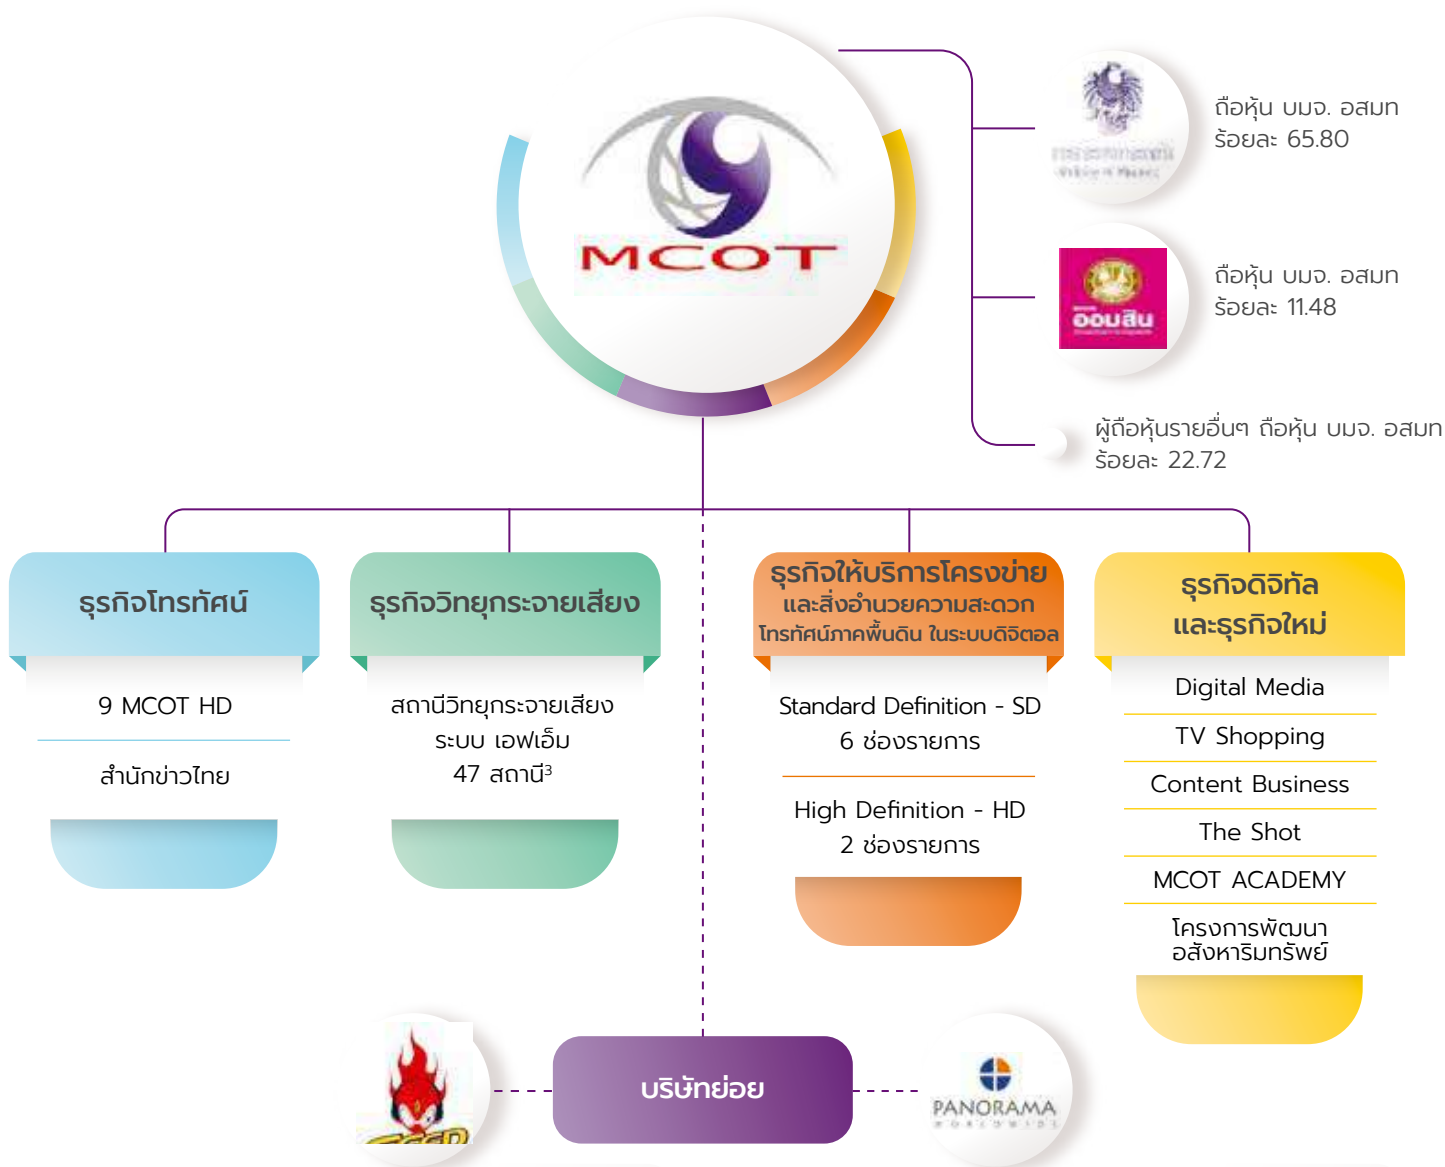 MCOT
ถือหุ้น บมจ. อสมท
ร้อยละ 65.80
ออมสิน
ถือหุ้น บมจ. อสมท
ร้อยละ 11.48
ผู้ถือหุ้นรายอื่นๆ ถือหุ้น บมจ. อสมท
ร้อยละ 22.72
ธุรกิจโทรทัศน์
9 MCOT HD
สำนักข่าวไทย
ธุรกิจวิทยุกระจายเสียง
สถานีวิทยุกระจายเสียง
ระบบ เอฟเอ็ม
47 สถานี³
ธุรกิจให้บริการโครงข่าย
และสิ่งอำนวยความสะดวก
โทรทัศน์ภาคพื้นดิน ในระบบดิจิตอล
Standard Definition - SD
6 ช่องรายการ
High Definition - HD
2 ช่องรายการ
ธุรกิจดิจิทัล
และธุรกิจใหม่
Digital Media
TV Shopping
Content Business
The Shot
MCOT ACADEMY
โครงการพัฒนา
อสังหาริมทรัพย์
บริษัทย่อย
PANORAMA
WORLDWIDE